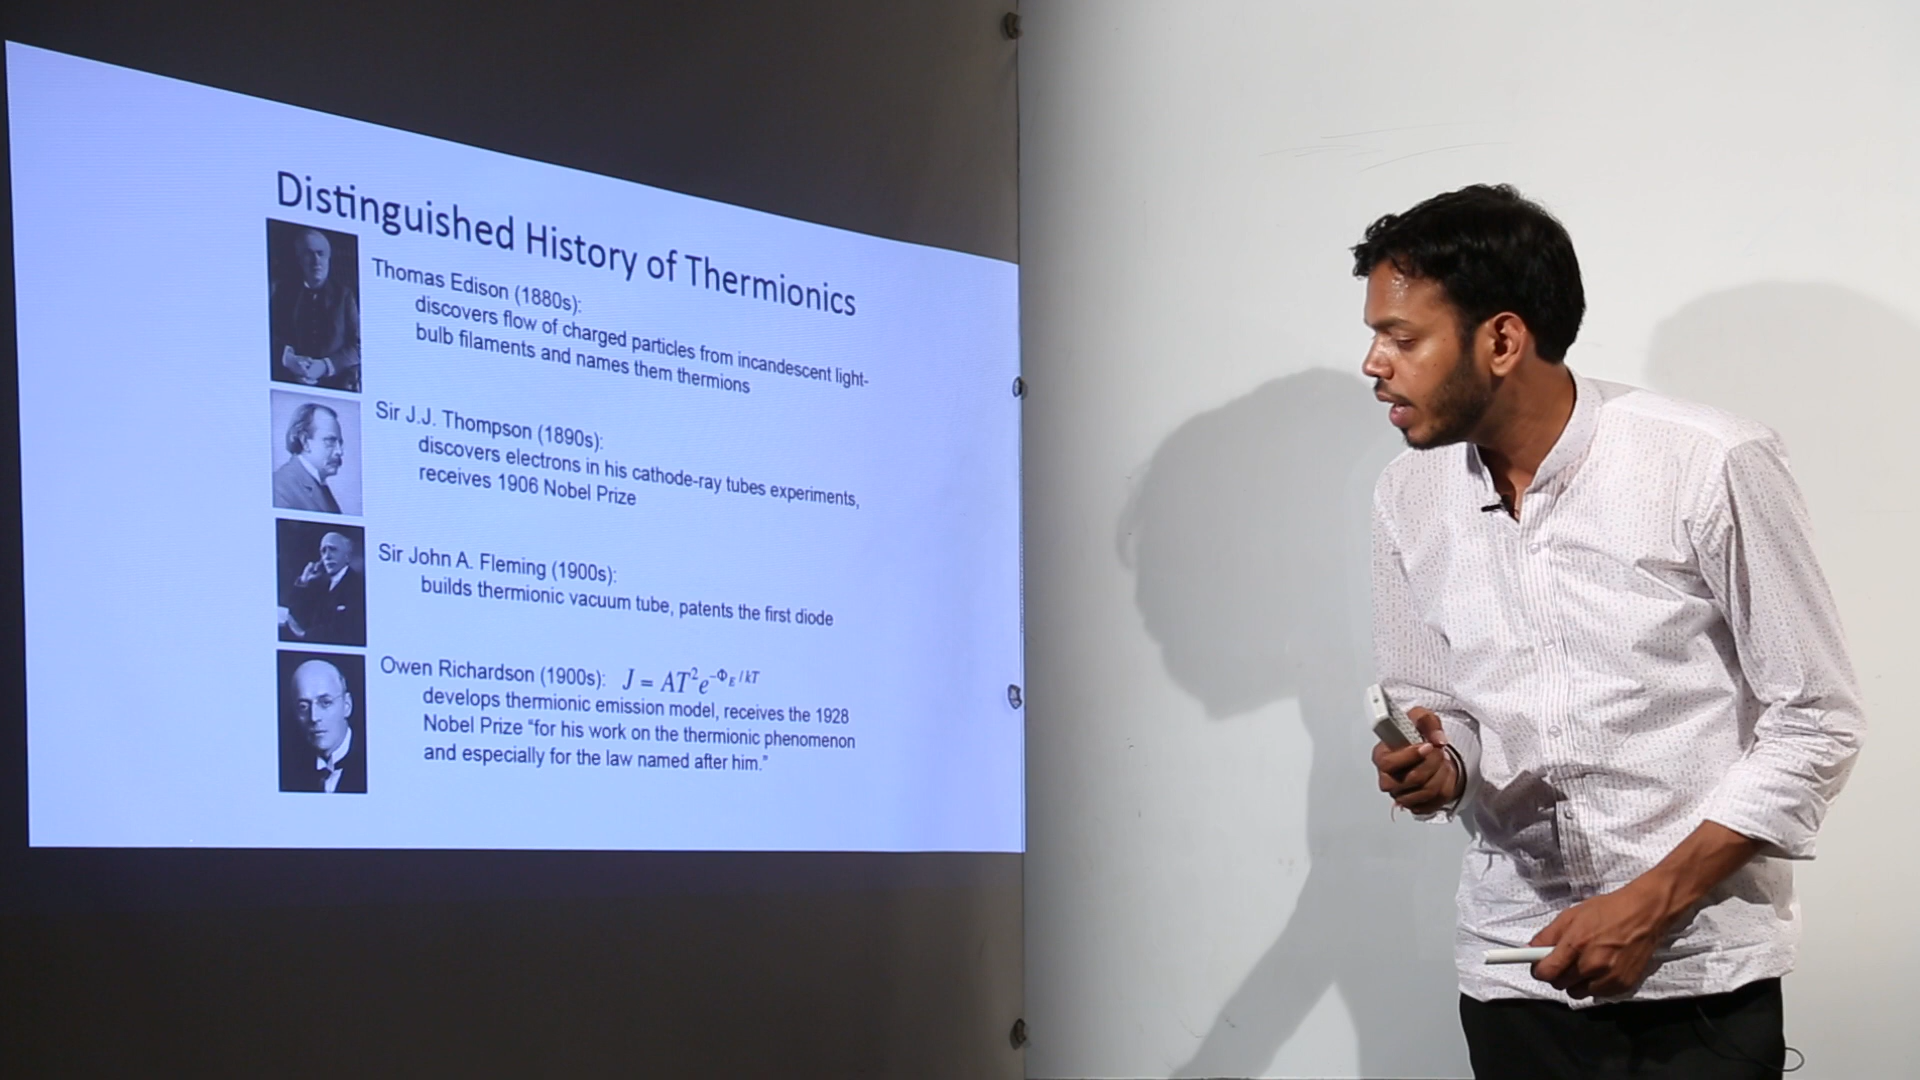 Distinguished History of Thermionics
Thomas Edison (1880s):
discovers flow of charged particles from incandescent light-
bulb filaments and names them thermions
Sir J.J. Thompson (1890s):
discovers electrons in his cathode-ray tubes experiments,
receives 1906 Nobel Prize
Sir John A. Fleming (1900s):
builds thermionic vacuum tube, patents the first diode
Owen Richardson (1900s): J = AT²e^{-Φ_E/kT}
develops thermionic emission model, receives the 1928
Nobel Prize “for his work on the thermionic phenomenon
and especially for the law named after him.”